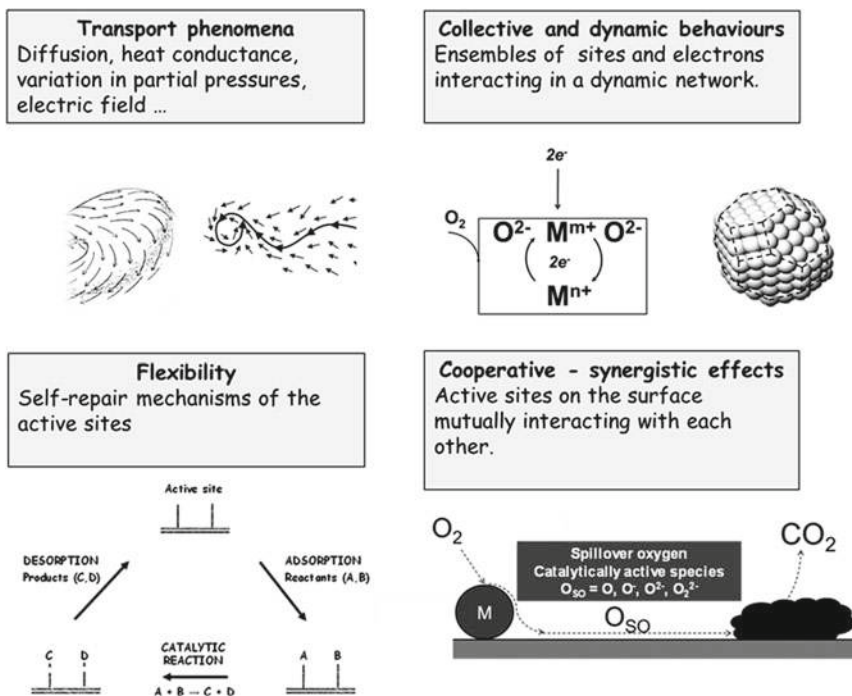 Transport phenomena
Diffusion, heat conductance,
variation in partial pressures,
electric field ...
Collective and dynamic behaviours
Ensembles of sites and electrons
interacting in a dynamic network.
2e-
O2
O2- Mm+ O2-
2e-
Mn+
Flexibility
Self-repair mechanisms of the
active sites
Active site
DESORPTION
Products (C,D)
ADSORPTION
Reactants (A,B)
C D
CATALYTIC
REACTION
A + B → C + D
A B
Cooperative - synergistic effects
Active sites on the surface
mutually interacting with each
other.
O2
CO2
Spillover oxygen
Catalytically active species
OSO = O, O-, O2-, O22-
M
OSO